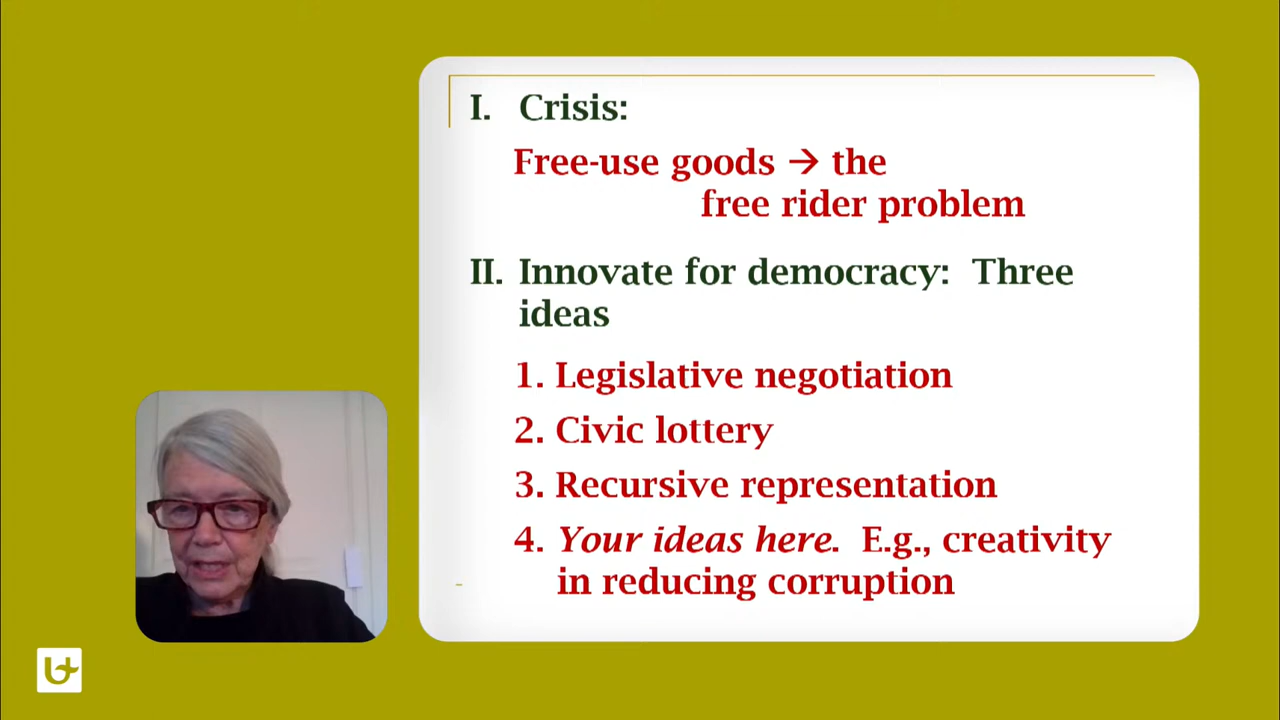 I. Crisis:
Free-use goods → the
free rider problem
II. Innovate for democracy: Three
ideas
1. Legislative negotiation
2. Civic lottery
3. Recursive representation
4. Your ideas here. E.g., creativity
in reducing corruption